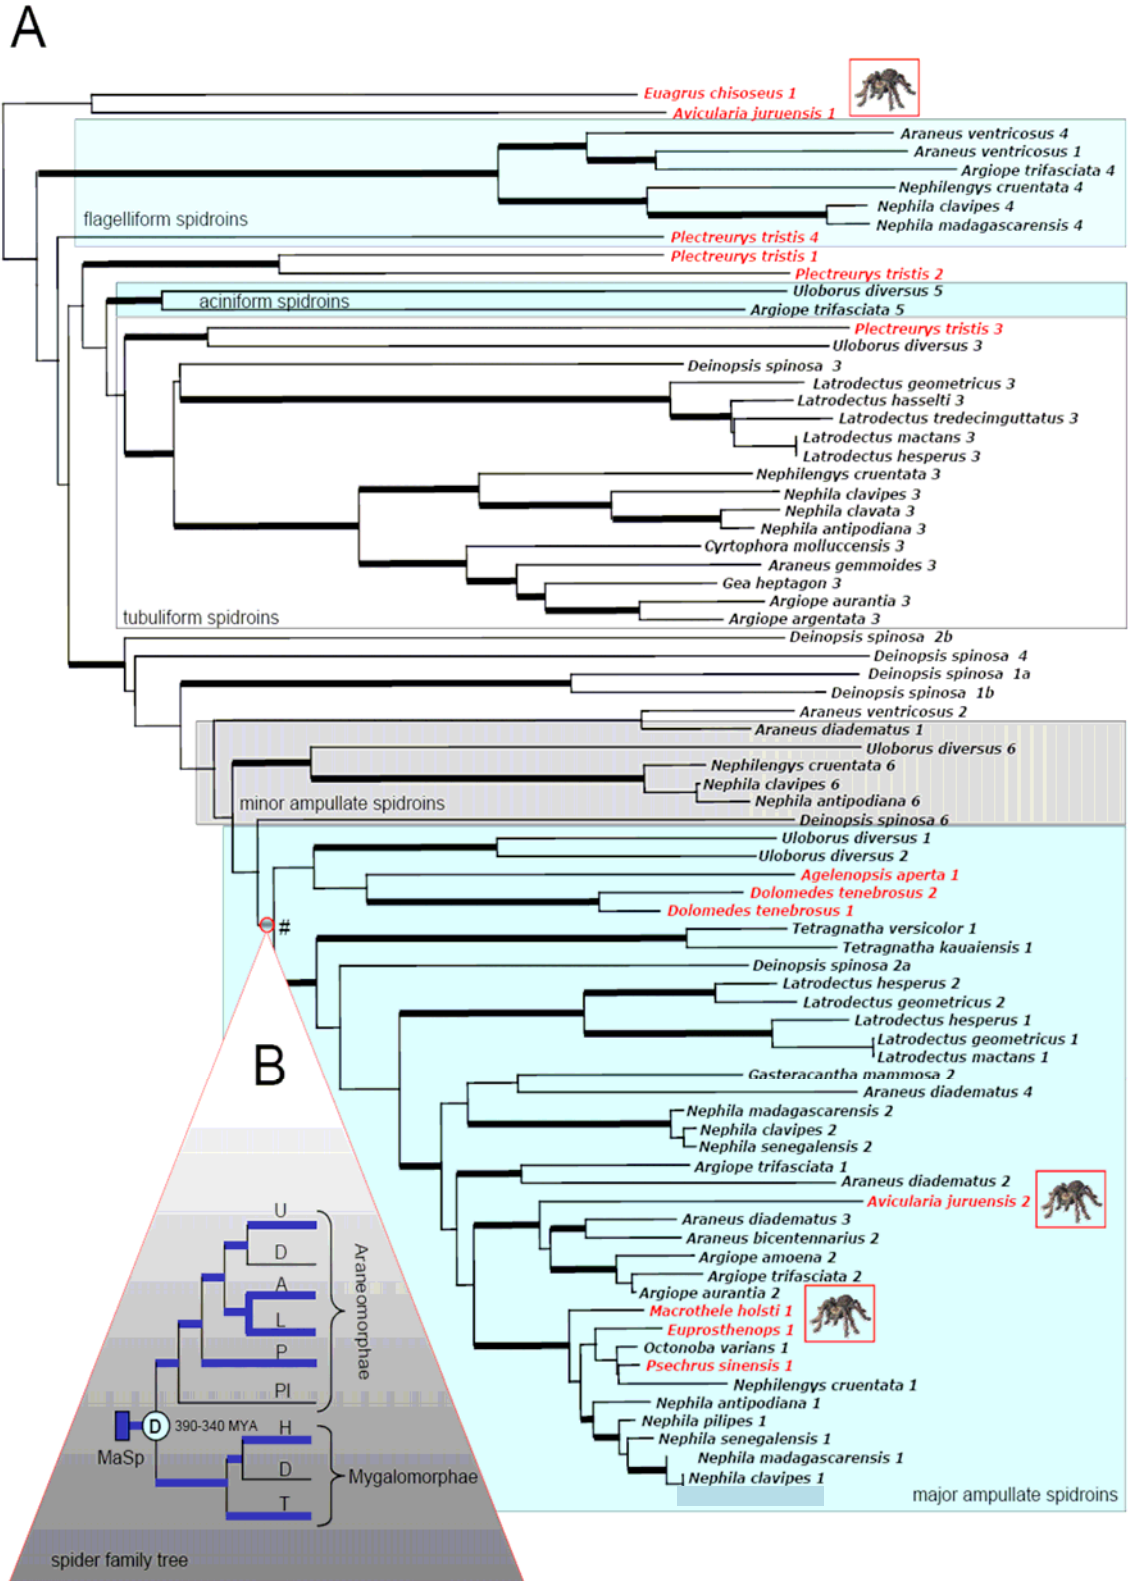 A
Euagrus chisoseus 1
Avicularia juruensis 1
Araneus ventricosus 4
Araneus ventricosus 1
Argiope trifasciata 4
Nephilengys cruentata 4
Nephila clavipes 4
flagelliform spidroins
Nephila madagascarensis 4
Plectreurys tristis 4
Plectreurys tristis 1
Plectreurys tristis 2
Uloborus diversus 5
aciniform spidroins
Argiope trifasciata 5
Plectreurys tristis 3
Uloborus diversus 3
Deinopsis spinosa 3
Latrodectus geometricus 3
Latrodectus hasselti 3
Latrodectus tredecimguttatus 3
Latrodectus mactans 3
Latrodectus hesperus 3
Nephilengys cruentata 3
Nephila clavipes 3
Nephila clavata 3
Nephila antipodiana 3
Cyrtophora molluccensis 3
Araneus gemmoides 3
Gea heptagon 3
Argiope aurantia 3
tubuliform spidroins
Argiope argentata 3
Deinopsis spinosa 2b
Deinopsis spinosa 4
Deinopsis spinosa 1a
Deinopsis spinosa 1b
Araneus ventricosus 2
Araneus diadematus 1
Uloborus diversus 6
Nephilengys cruentata 6
Nephila clavipes 6
minor ampullate spidroins
Nephila antipodiana 6
Deinopsis spinosa 6
Uloborus diversus 1
Uloborus diversus 2
Agelenopsis aperta 1
Dolomedes tenebrosus 2
Dolomedes tenebrosus 1
#
Tetragnatha versicolor 1
Tetragnatha kauaiensis 1
Deinopsis spinosa 2a
Latrodectus hesperus 2
Latrodectus geometricus 2
Latrodectus hesperus 1
Latrodectus geometricus 1
Latrodectus mactans 1
B
Gasteracantha mammosa 2
Araneus diadematus 4
Nephila madagascarensis 2
Nephila clavipes 2
Nephila senegalensis 2
Argiope trifasciata 1
Araneus diadematus 2
Avicularia juruensis 2
Araneus diadematus 3
Araneus bicentennarius 2
Argiope amoena 2
Argiope trifasciata 2
Argiope aurantia 2
Macrothele holsti 1
Euprosthenops 1
Octonoba varians 1
Psechrus sinensis 1
Nephilengys cruentata 1
Nephila antipodiana 1
Nephila pilipes 1
Nephila senegalensis 1
Nephila madagascarensis 1
Nephila clavipes 1
major ampullate spidroins
U
D
A
L
P
Pl
Araneomorphae
MaSp
D
390-340 MYA
H
D
T
Mygalomorphae
spider family tree